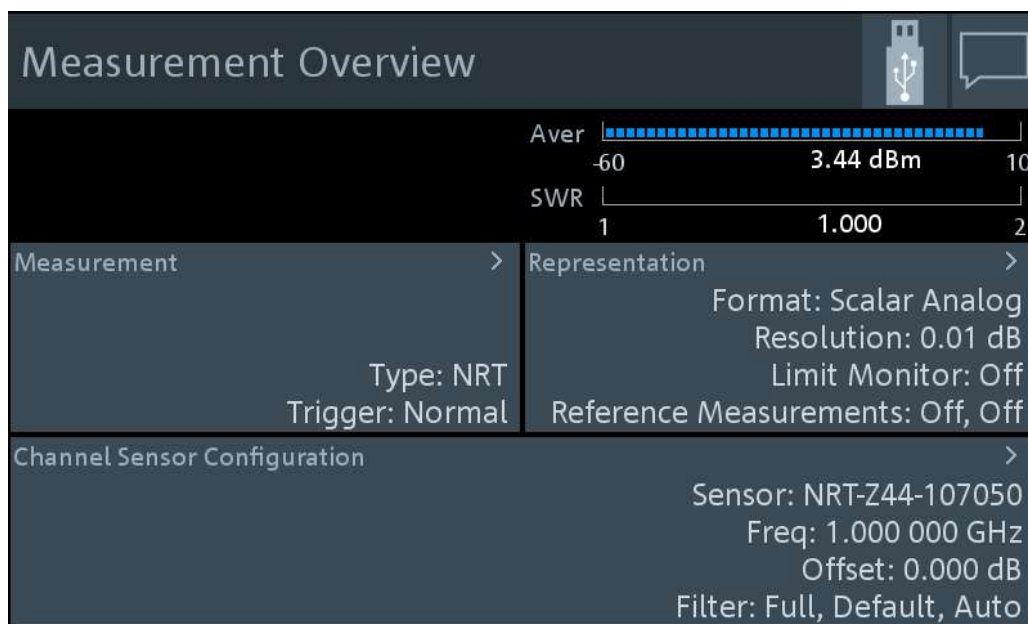 Measurement Overview
Aver
-60 3.44 dBm 10
SWR
1 1.000 2
Measurement >
Type: NRT
Trigger: Normal
Representation >
Format: Scalar Analog
Resolution: 0.01 dB
Limit Monitor: Off
Reference Measurements: Off, Off
Channel Sensor Configuration >
Sensor: NRT-Z44-107050
Freq: 1.000 000 GHz
Offset: 0.000 dB
Filter: Full, Default, Auto